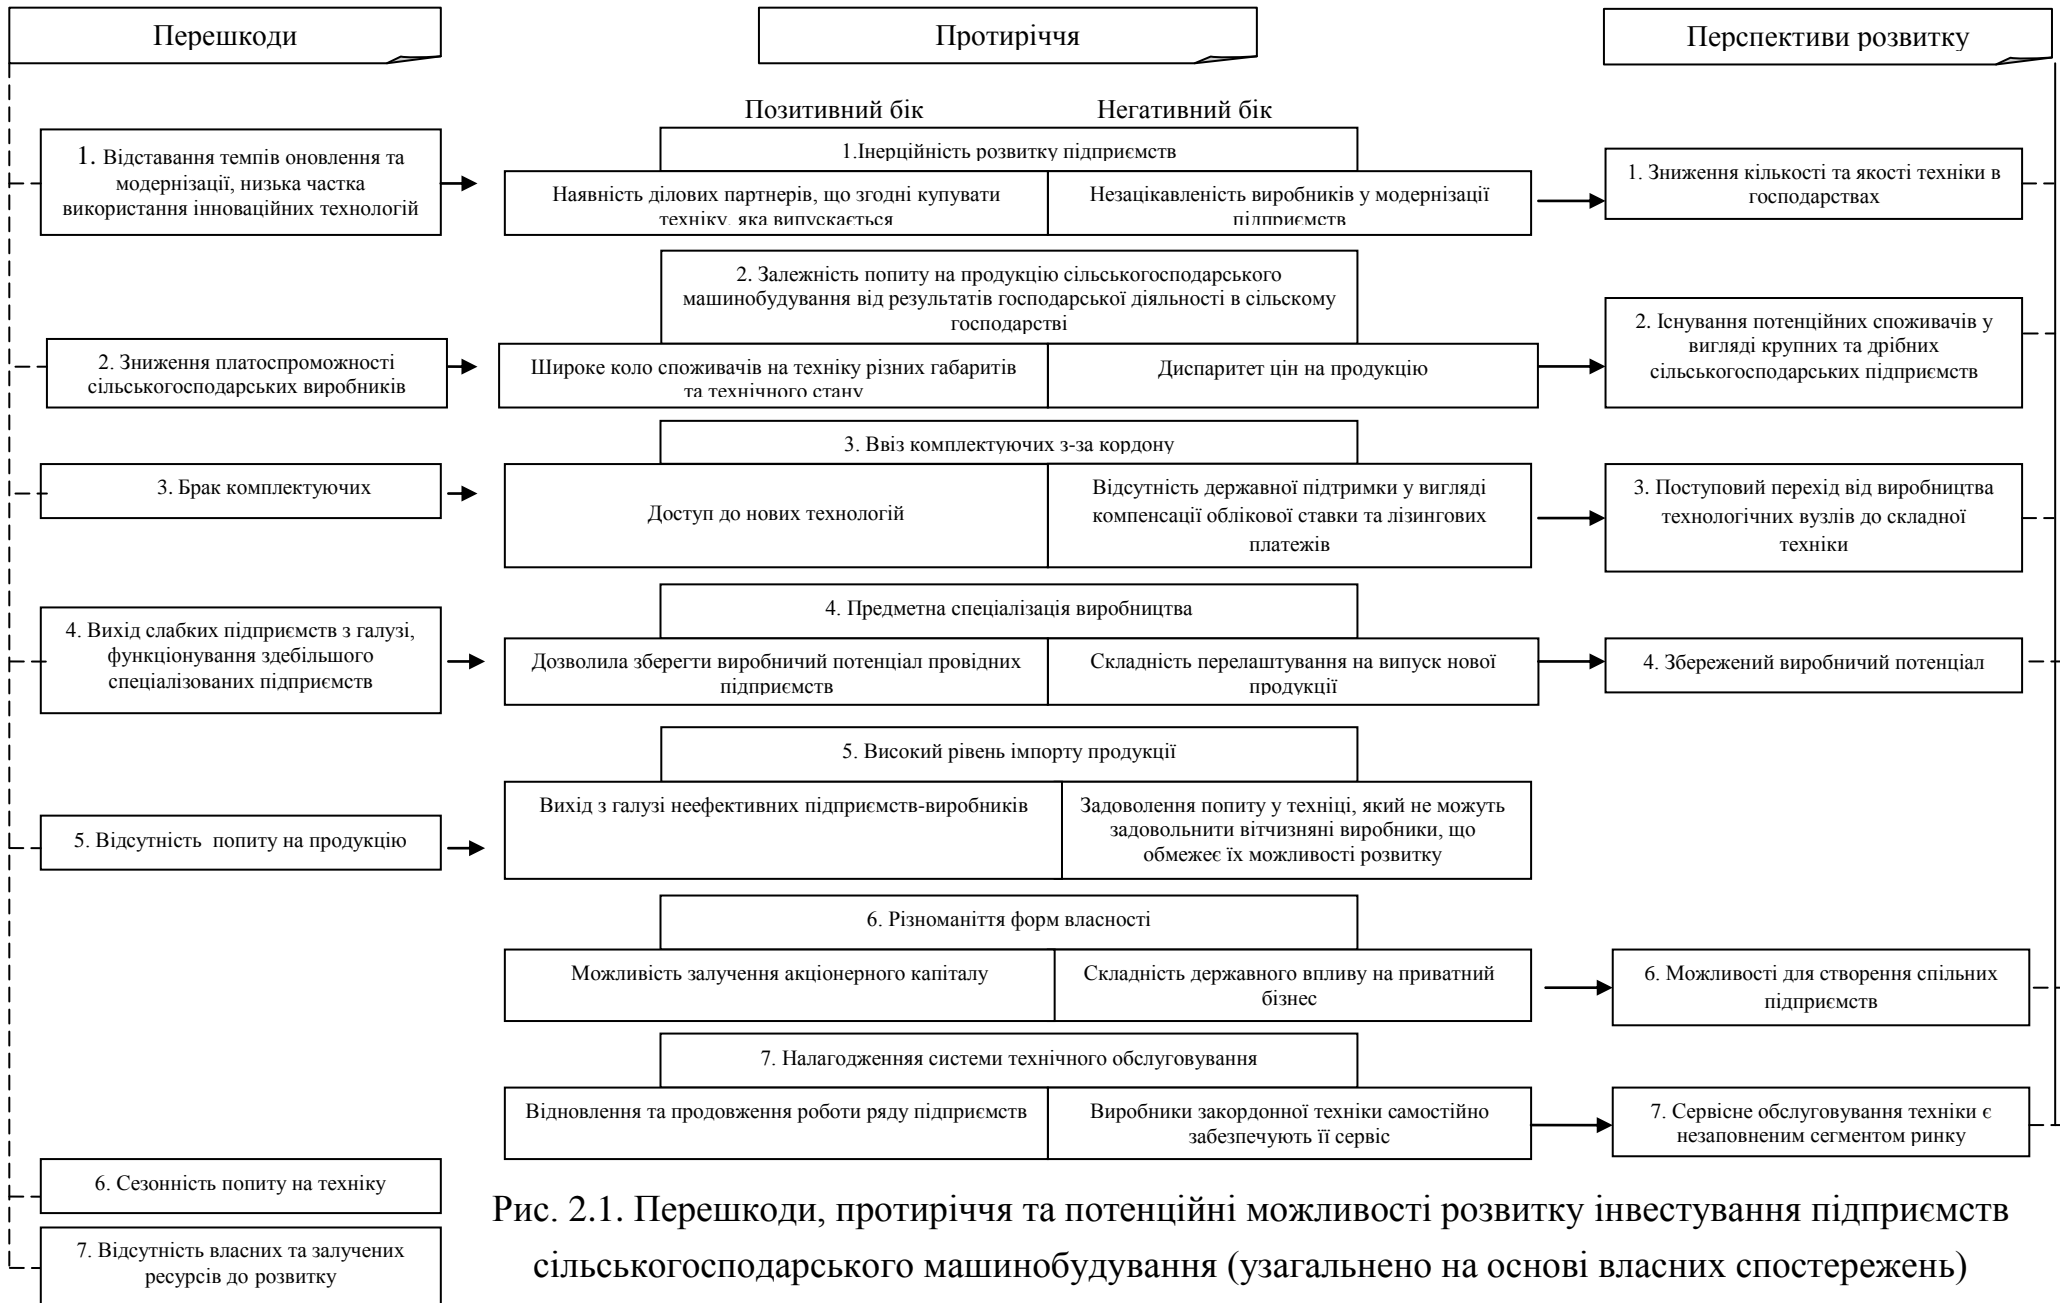 Перешкоди
Протиріччя
Перспективи розвитку
Позитивний бік
Негативний бік
1. Відставання темпів оновлення та
модернізації, низька частка
використання інноваційних технологій
1.Інерційність розвитку підприємств
Наявність ділових партнерів, що згодні купувати
техніку, яка випускається
Незацікавленість виробників у модернізації
підприємств
1. Зниження кількості та якості техніки в
господарствах
2. Зниження платоспроможності
сільськогосподарських виробників
2. Залежність попиту на продукцію сільськогосподарського
машинобудування від результатів господарської діяльності в сільскому
господарстві
Широке коло споживачів на техніку різних габаритів
та технічного стану
Диспаритет цін на продукцію
2. Існування потенційних споживачів у
вигляді крупних та дрібних
сільськогосподарських підприємств
3. Брак комплектуючих
3. Ввіз комплектуючих з-за кордону
Доступ до нових технологій
Відсутність державної підтримки у вигляді
компенсації облікової ставки та лізингових
платежів
3. Поступовий перехід від виробництва
технологічних вузлів до складної
техніки
4. Вихід слабких підприємств з галузі,
функціонування здебільшого
спеціалізованих підприємств
4. Предметна спеціалізація виробництва
Дозволила зберегти виробничий потенціал провідних
підприємств
Складність перелаштування на випуск нової
продукції
4. Збережений виробничий потенціал
5. Відсутність попиту на продукцію
5. Високий рівень імпорту продукції
Вихід з галузі неефективних підприємств-виробників
Задоволення попиту у техніці, який не можуть
задовольнити вітчизняні виробники, що
обмежеє їх можливості розвитку
6. Різноманіття форм власності
Можливість залучення акціонерного капіталу
Складність державного впливу на приватний
бізнес
6. Можливості для створення спільних
підприємств
7. Налагодженняя системи технічного обслуговування
Відновлення та продовження роботи ряду підприємств
Виробники закордонної техніки самостійно
забезпечують її сервіс
7. Сервісне обслуговування техніки є
незаповненим сегментом ринку
6. Сезонність попиту на техніку
7. Відсутність власних та залучених
ресурсів до розвитку
Рис. 2.1. Перешкоди, протиріччя та потенційні можливості розвитку інвестування підприємств
сільськогосподарського машинобудування (узагальнено на основі власних спостережень)